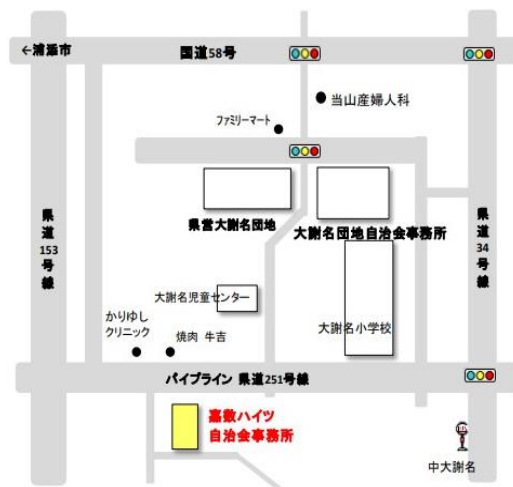 ←浦添市
国道58号
当山産婦人科
ファミリーマート
県営大謝名団地
大謝名団地自治会事務所
県道
153
号線
県道
34
号線
大謝名児童センター
大謝名小学校
かりゆし
クリニック
焼肉 牛吉
パイプライン 県道251号線
嘉数ハイツ
自治会事務所
中大謝名